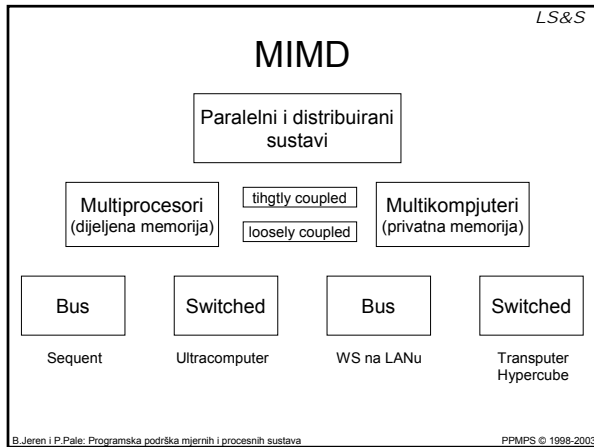 LS&S
MIMD
Paralelni i distribuirani
sustavi
Multiprocesori
(dijeljena memorija)
tihgtly coupled
loosely coupled
Multikompjuteri
(privatna memorija)
Bus
Switched
Bus
Switched
Sequent
Ultracomputer
WS na LANu
Transputer
Hypercube
B.Jeren i P.Pale: Programska podrška mjernih i procesnih sustava
PPMPS © 1998-2003